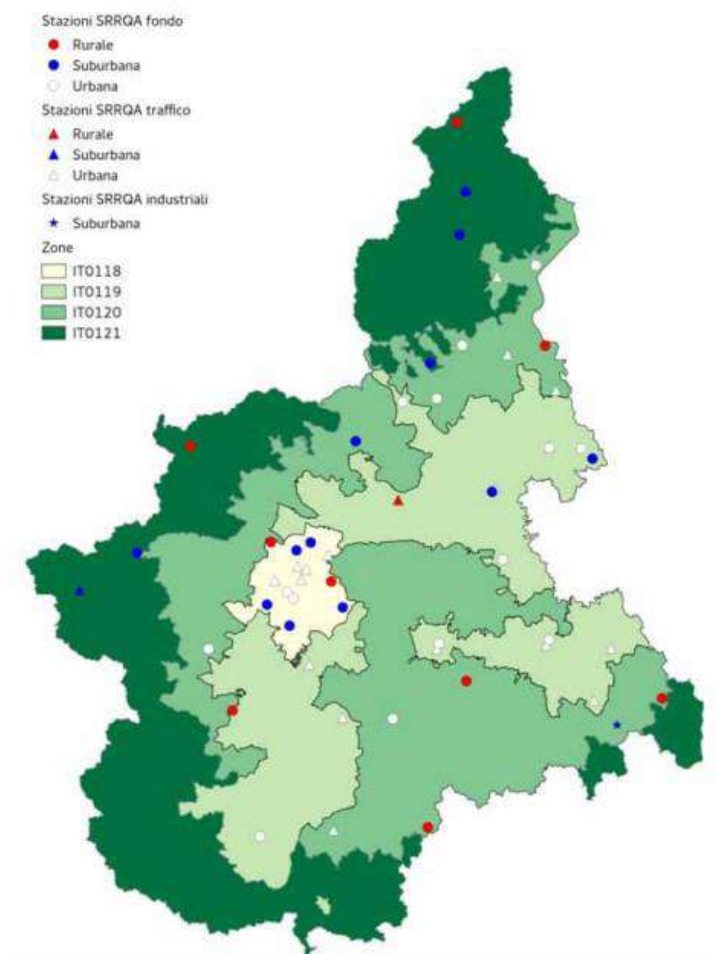 Stazioni SRRQA fondo
Rurale
Suburbana
Urbana
Stazioni SRRQA traffico
Rurale
Suburbana
Urbana
Stazioni SRRQA industriali
Suburbana
Zone
IT0118
IT0119
IT0120
IT0121